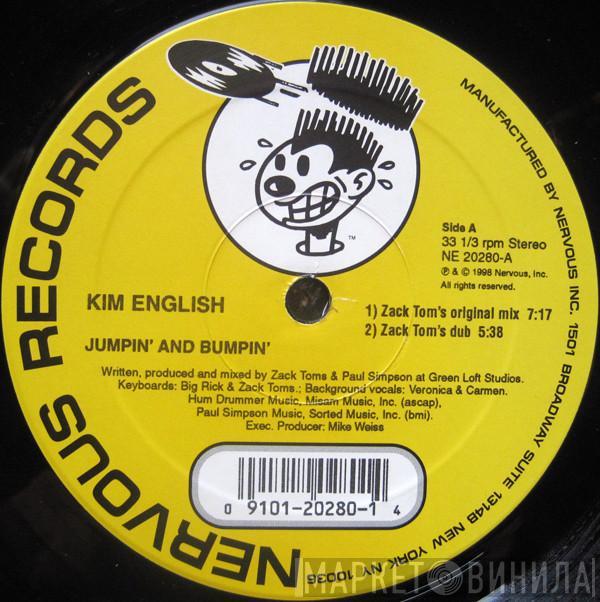 NERVOUS RECORDS
MANUFACTURED BY NERVOUS INC. 1501 BROADWAY SUITE 1314B NEW YORK, NY 10036
TM
Side A
33 1/3 rpm Stereo
NE 20280-A
℗ & © 1998 Nervous, Inc.
All rights reserved.
KIM ENGLISH
JUMPIN' AND BUMPIN'
1) Zack Tom's original mix 7:17
2) Zack Tom's dub 5:38
Written, produced and mixed by Zack Toms & Paul Simpson at Green Loft Studios.
Keyboards: Big Rick & Zack Toms.; Background vocals: Veronica & Carmen.
Hum Drummer Music, Misam Music, Inc. (ascap),
Paul Simpson Music, Sorted Music, Inc. (bmi).
Exec. Producer: Mike Weiss
0 9101-20280-1 4
МАРКЕТ ВИНИЛА